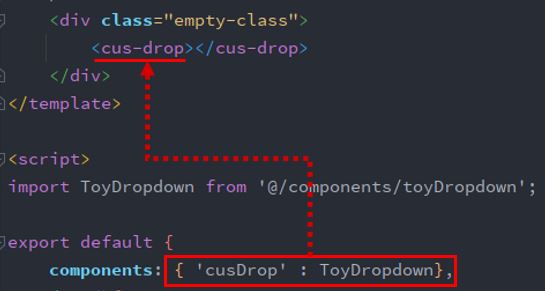 <div class="empty-class">
<cus-drop></cus-drop>
</div>
</template>
<script>
import ToyDropdown from '@/components/toyDropdown';
export default {
components: { 'cusDrop' : ToyDropdown},